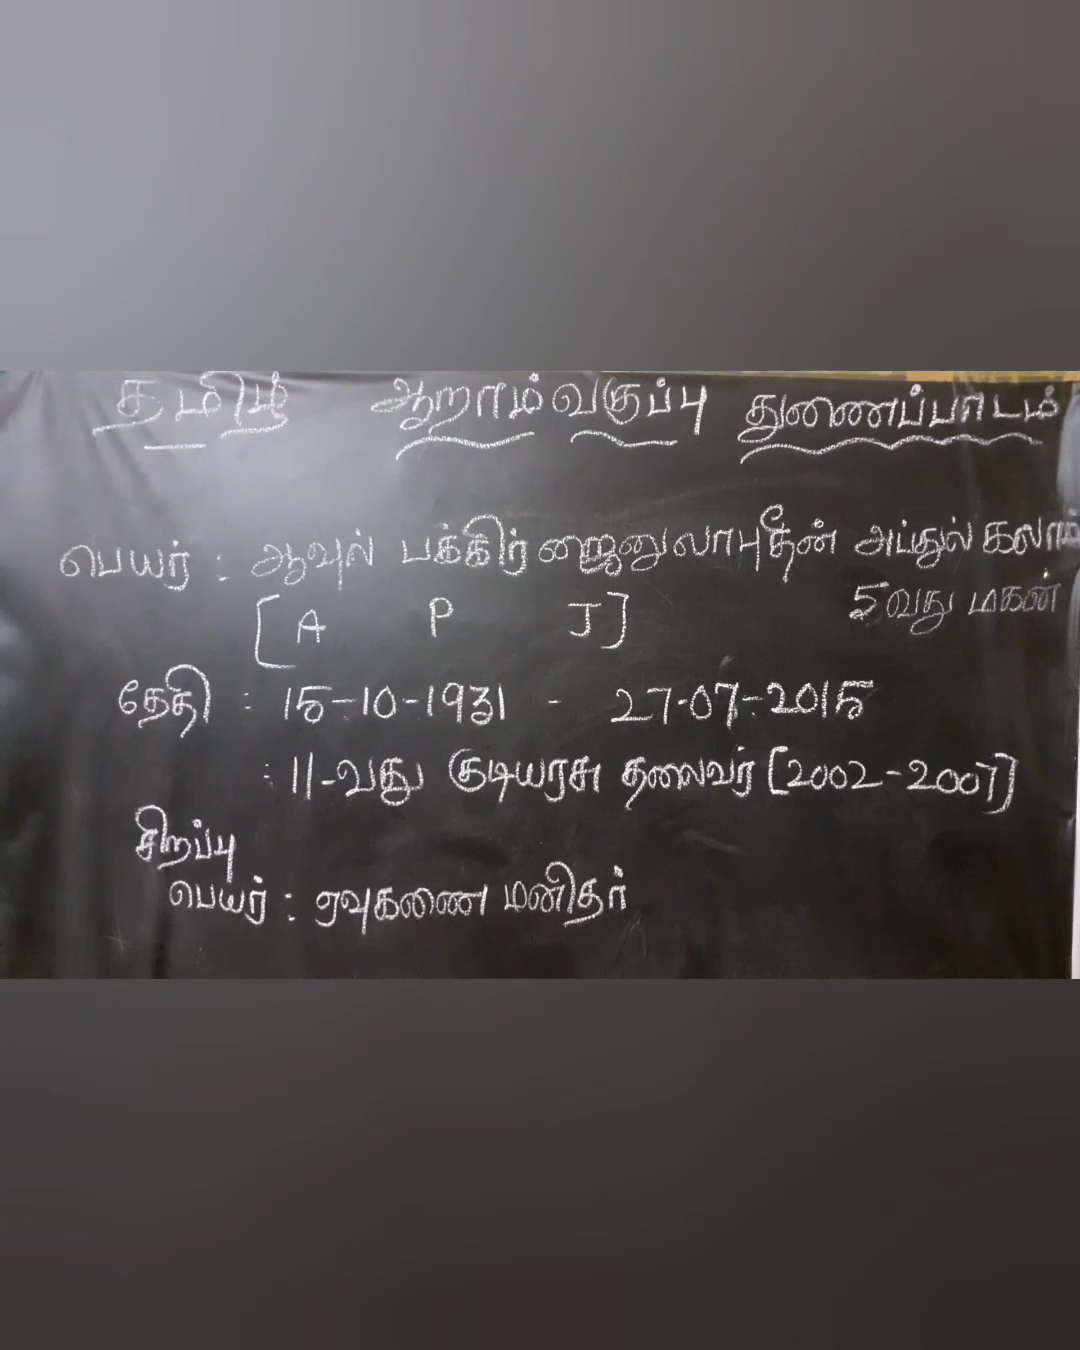 தமிழ் ஆறாம்வகுப்பு துணைப்பாடம்
பெயர் : ஆவுல் பக்கிர் ஜைனுலாபுதீன் அப்துல் கலாம்
[A P J] 5வது மகன்
தேதி : 15-10-1931 - 27-07-2015
: 11-வது குடியரசு தலைவர் [2002-2007]
சிறப்பு
பெயர் : ஏவுகணை மனிதர்